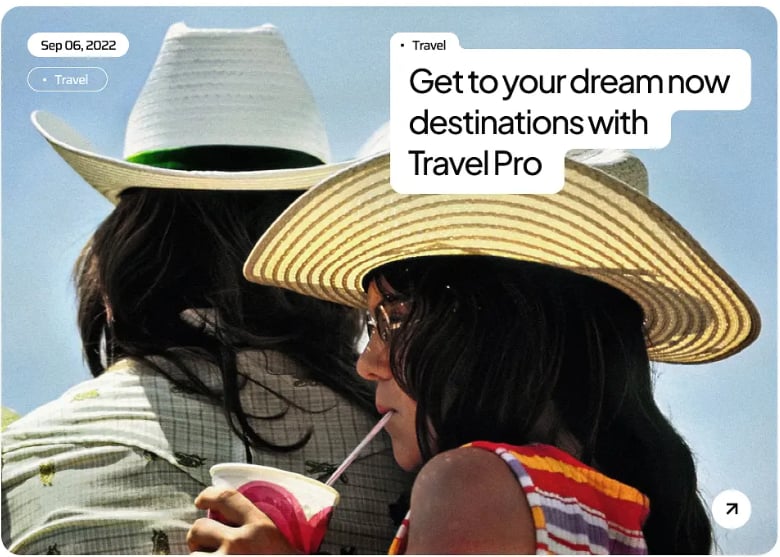 Sep 06, 2022
• Travel
• Travel
Get to your dream now
destinations with
Travel Pro